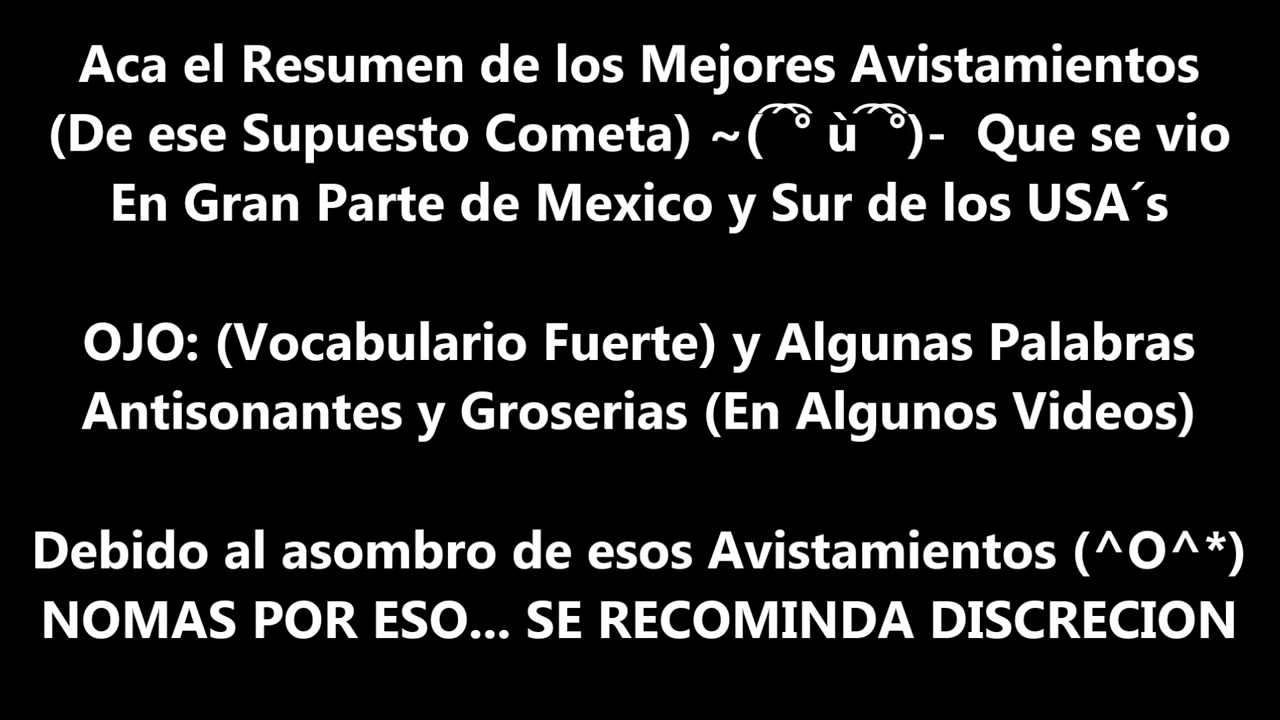 Aca el Resumen de los Mejores Avistamientos
(De ese Supuesto Cometa) ~(͡ ͡° ù ͡ ͡°)- Que se vio
En Gran Parte de Mexico y Sur de los USA´s
OJO: (Vocabulario Fuerte) y Algunas Palabras
Antisonantes y Groserias (En Algunos Videos)
Debido al asombro de esos Avistamientos (^O^*)
NOMAS POR ESO... SE RECOMINDA DISCRECION